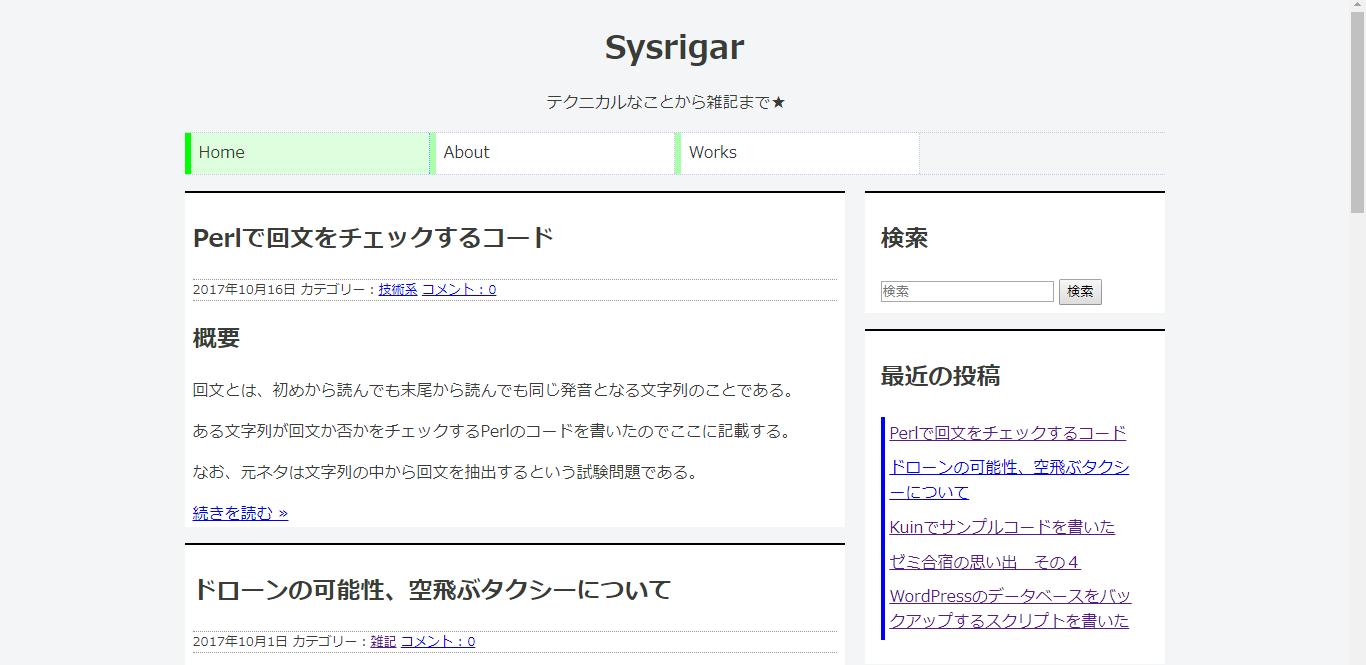 Sysrigar
テクニカルなことから雑記まで★
Home
About
Works
Perlで回文をチェックするコード
2017年10月16日 カテゴリー：技術系 コメント：0
概要
回文とは、初めから読んでも末尾から読んでも同じ発音となる文字列のことである。
ある文字列が回文か否かをチェックするPerlのコードを書いたのでここに記載する。
なお、元ネタは文字列の中から回文を抽出するという試験問題である。
続きを読む »
ドローンの可能性、空飛ぶタクシーについて
2017年10月1日 カテゴリー：雑記 コメント：0
検索
検索 検索
最近の投稿
Perlで回文をチェックするコード
ドローンの可能性、空飛ぶタクシ
ーについて
Kuinでサンプルコードを書いた
ゼミ合宿の思い出　その４
WordPressのデータベースをバッ
クアップするスクリプトを書いた